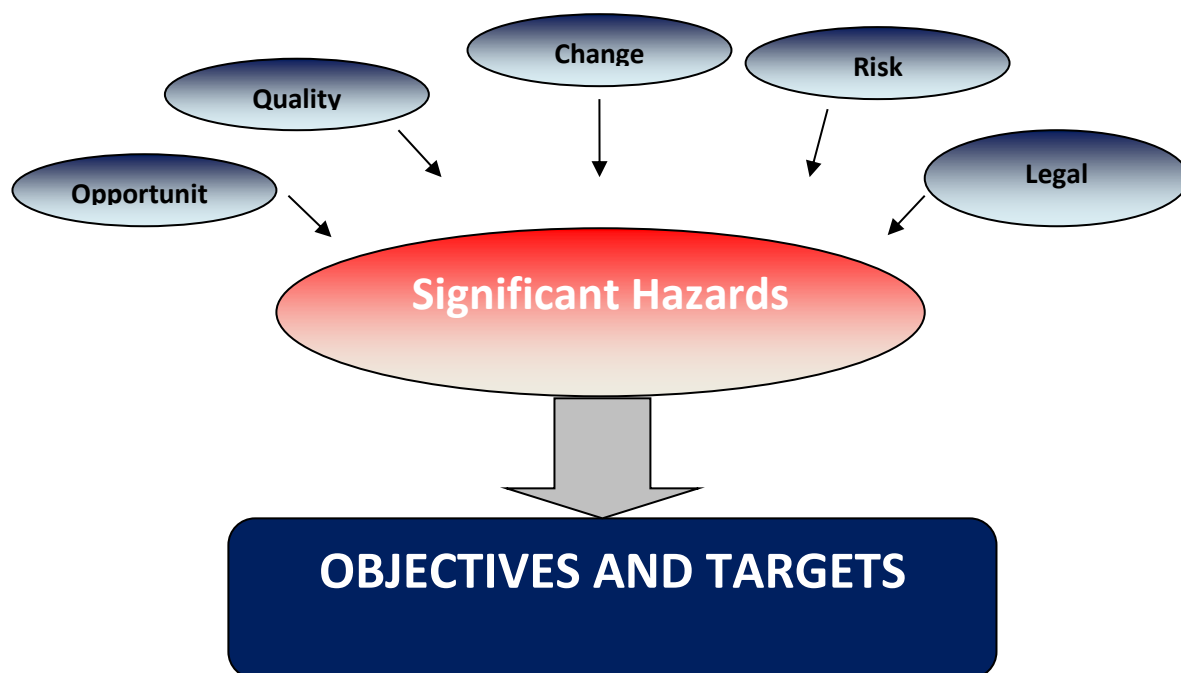 Opportunit
Quality
Change
Risk
Legal
Significant Hazards
OBJECTIVES AND TARGETS